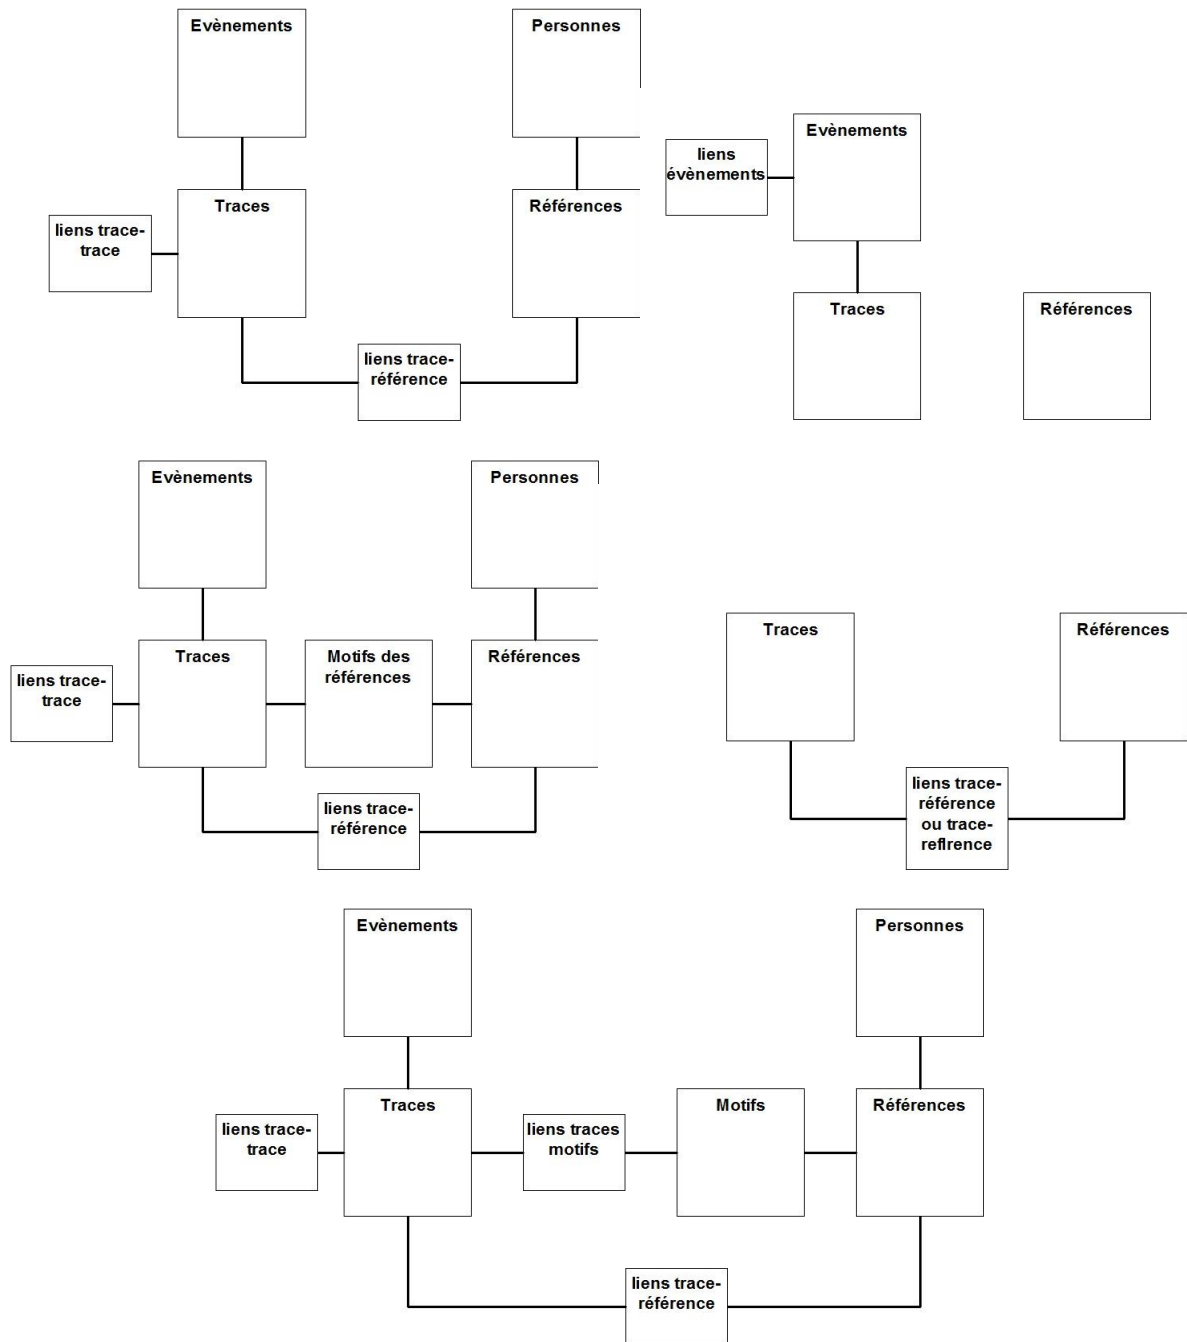 Evènements
Personnes
Traces
Références
liens trace-
trace
liens trace-
référence
Evènements
liens
évènements
Traces
Références
Evènements
Personnes
Traces
Motifs des
références
Références
liens trace-
trace
liens trace-
référence
Traces
Références
liens trace-
référence
ou trace-
reflrence
Evènements
Personnes
Traces
Motifs
Références
liens trace-
trace
liens traces
motifs
liens trace-
référence